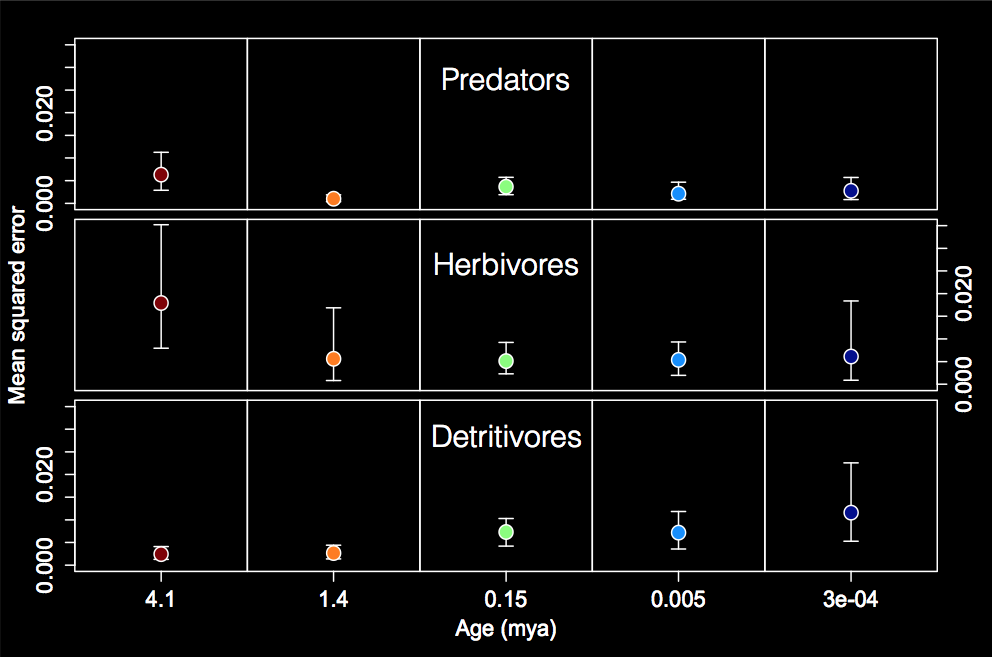 Predators
0.020
0.000
Mean squared error
Herbivores
0.020
0.000
Detritivores
0.020
0.000
4.1 1.4 0.15 0.005 3e-04
Age (mya)